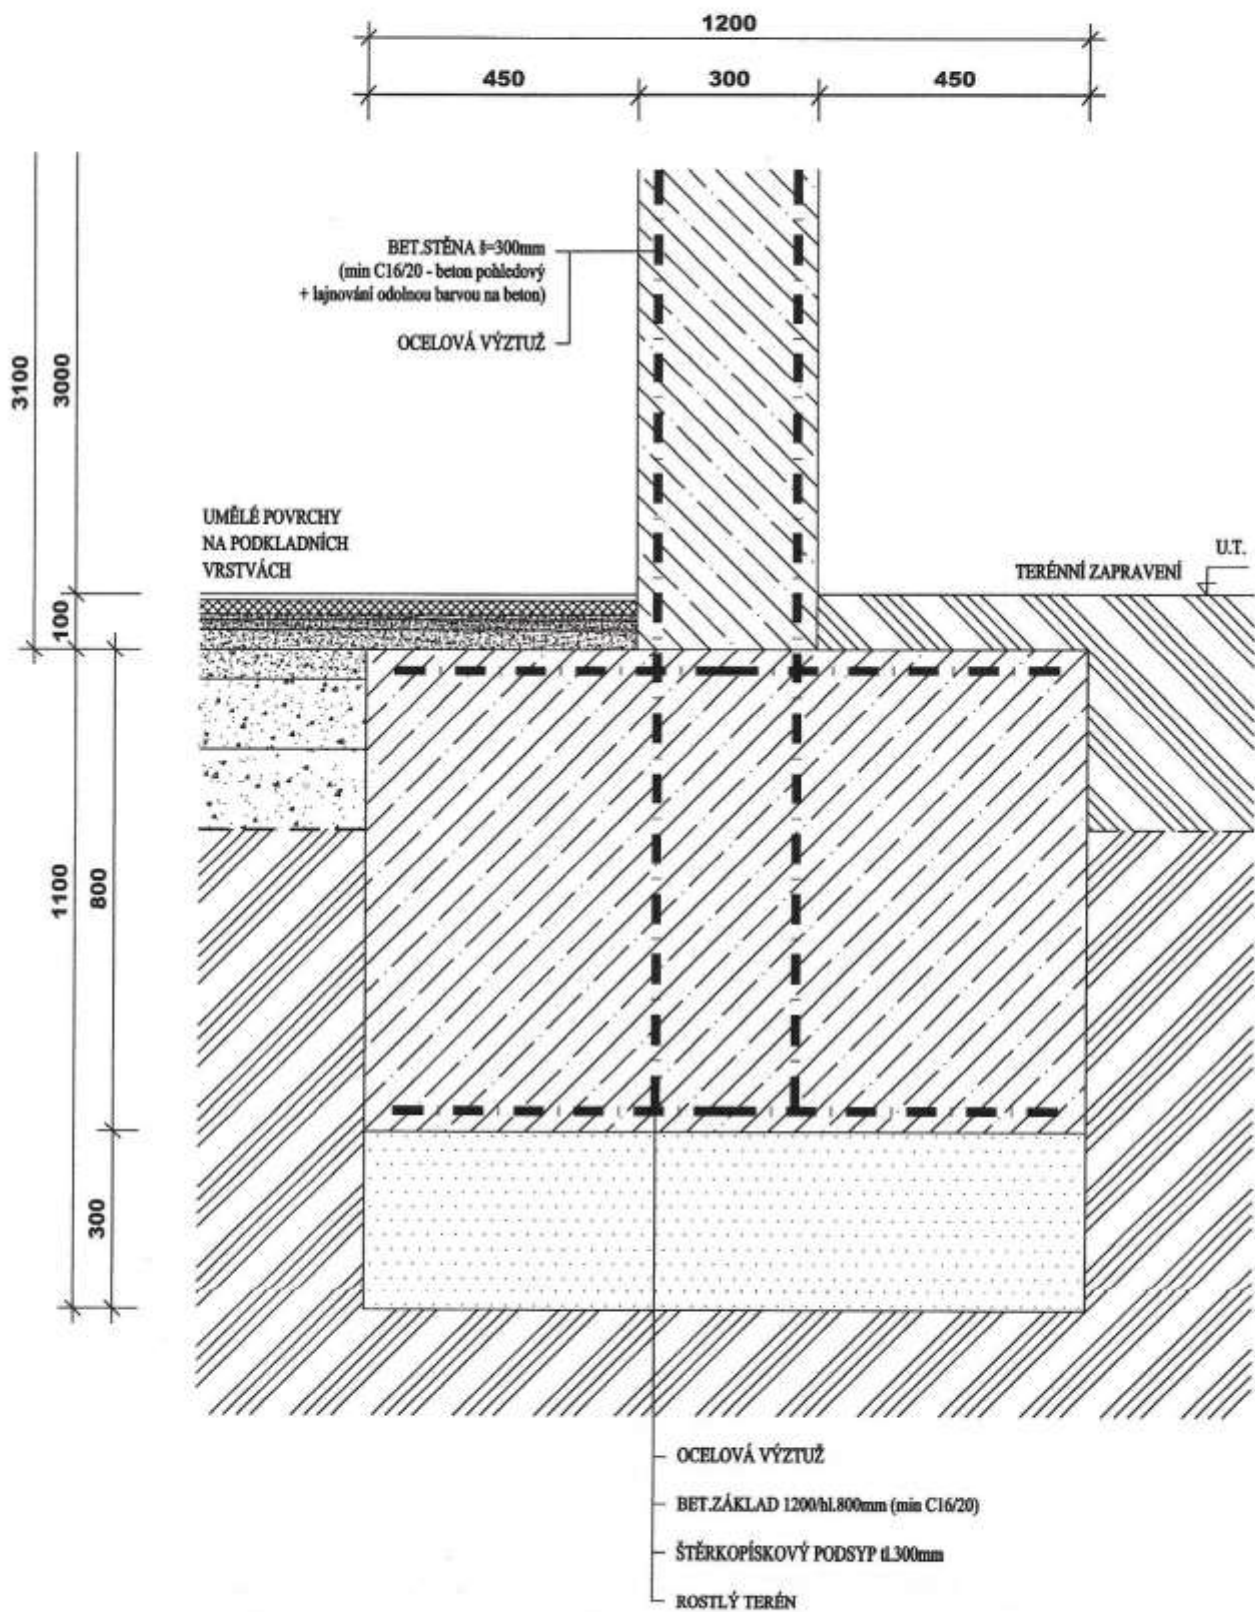 1200
450
300
450
BET.STĚNA š=300mm
(min C16/20 - beton pohledový
+ lajnování odolnou barvou na beton)
OCELOVÁ VÝZTUŽ
3100
3000
UMĚLÉ POVRCHY
NA PODKLADNÍCH
VRSTVÁCH
U.T.
TERÉNNÍ ZAPRAVENÍ
100
1100
800
300
OCELOVÁ VÝZTUŽ
BET.ZÁKLAD 1200/hl.800mm (min C16/20)
ŠTĚRKOPÍSKOVÝ PODSYP tl.300mm
ROSTLÝ TERÉN